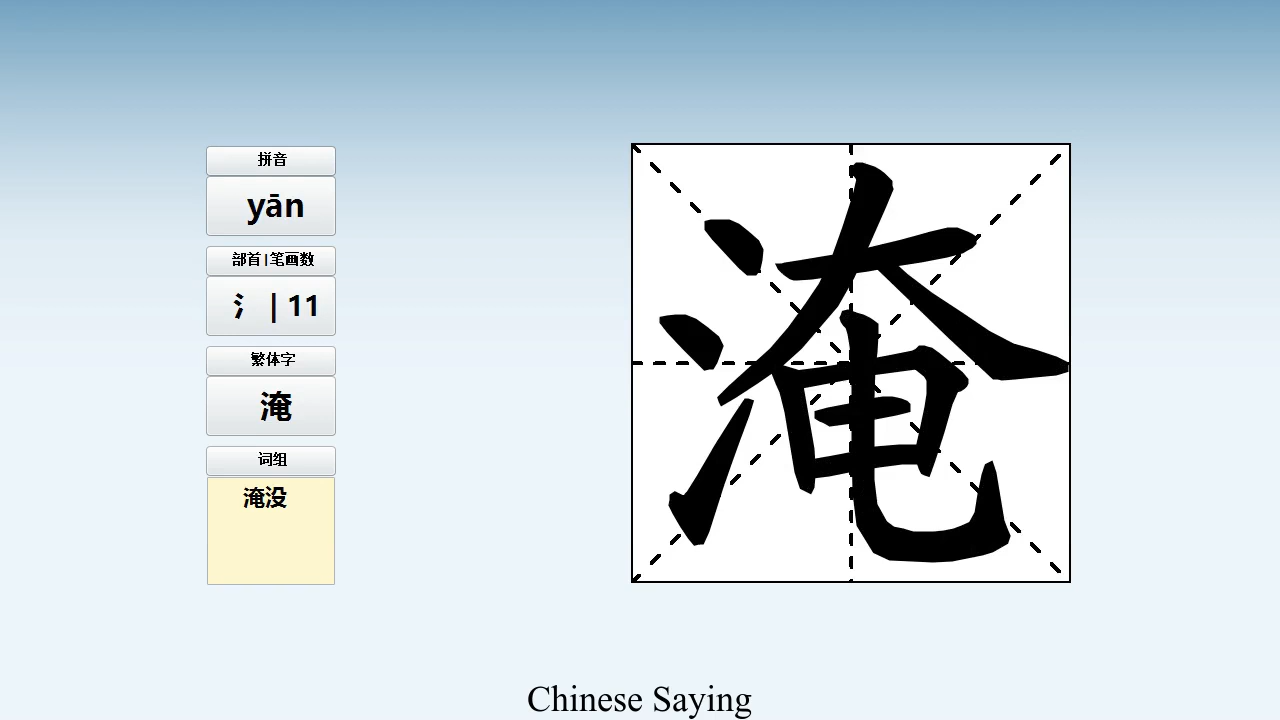 拼音
yān
部首|笔画数
氵 | 11
繁体字
淹
词组
淹没
淹
Chinese Saying